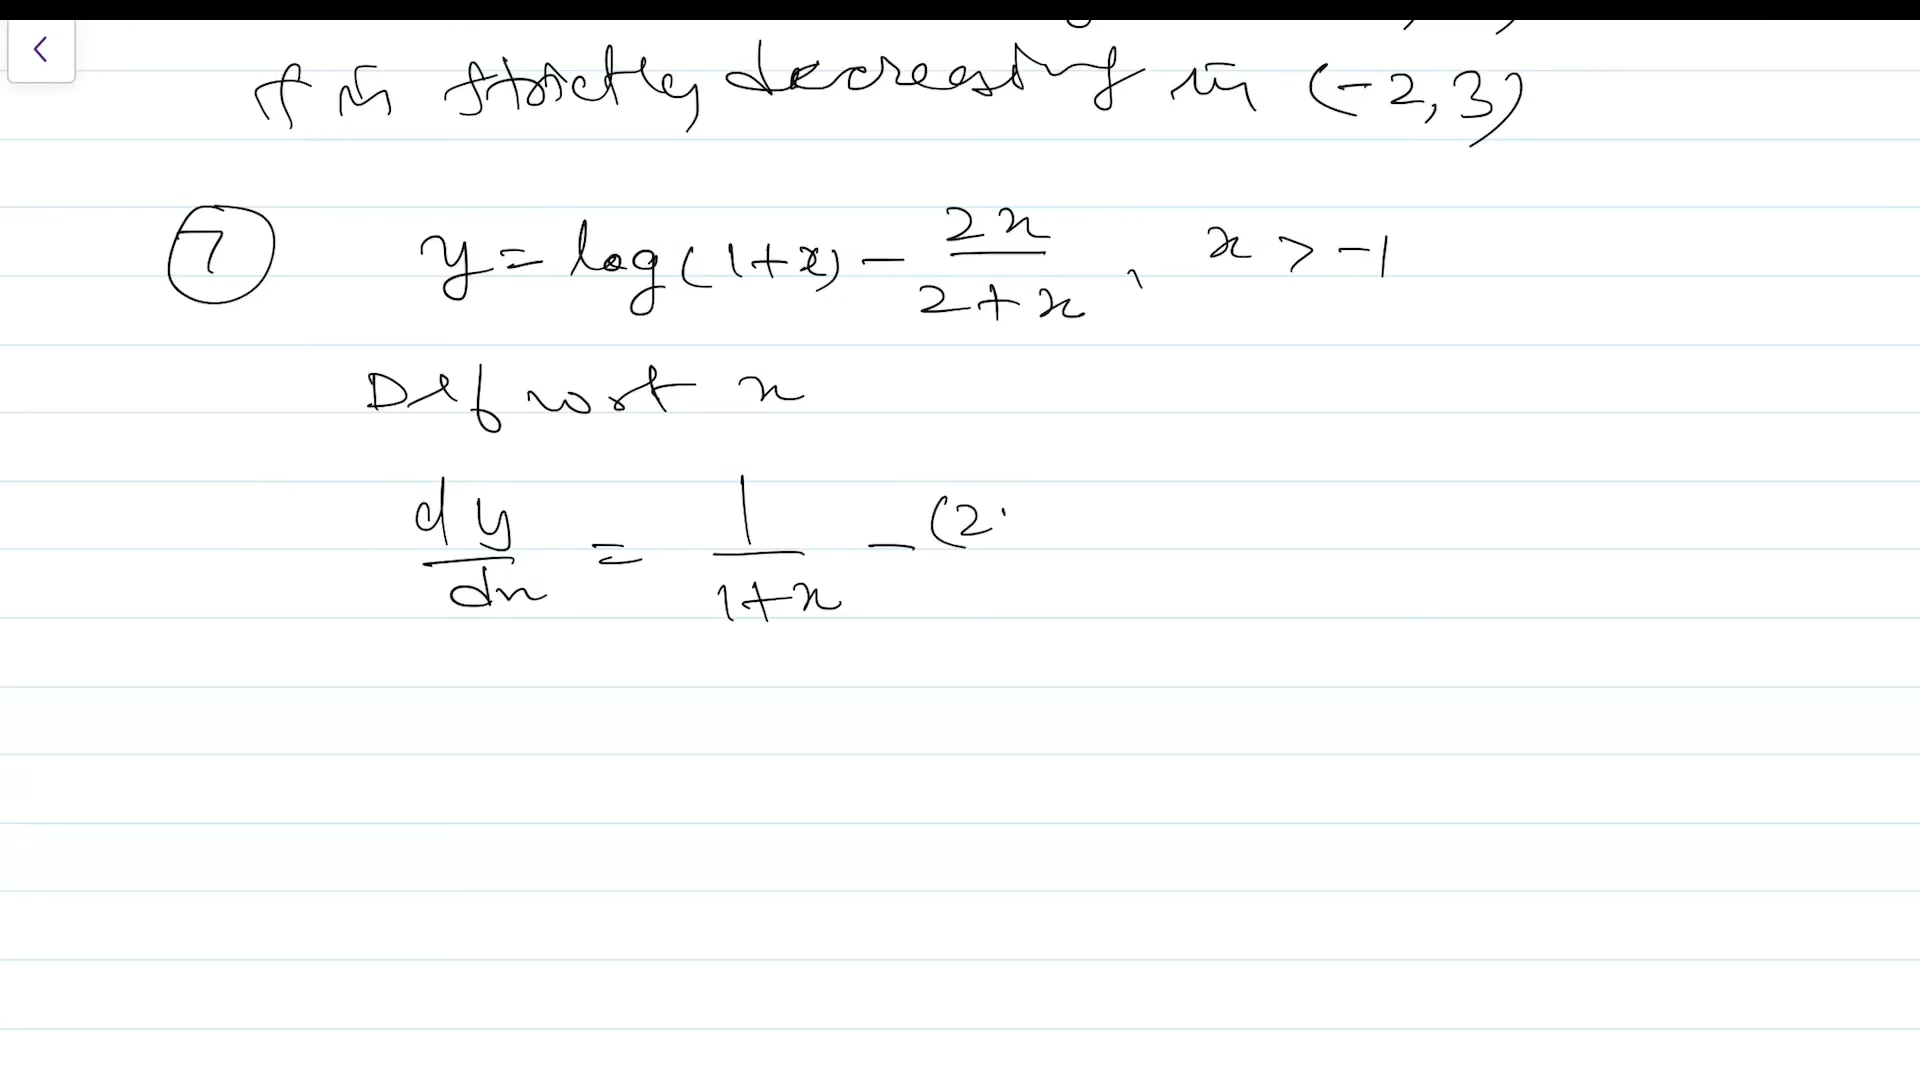 f is strictly decreasing in (-2,3)
7 y = log(1+x) - 2x/2+x, x > -1
Dif wrt x
dy/dx = 1/1+x - (2